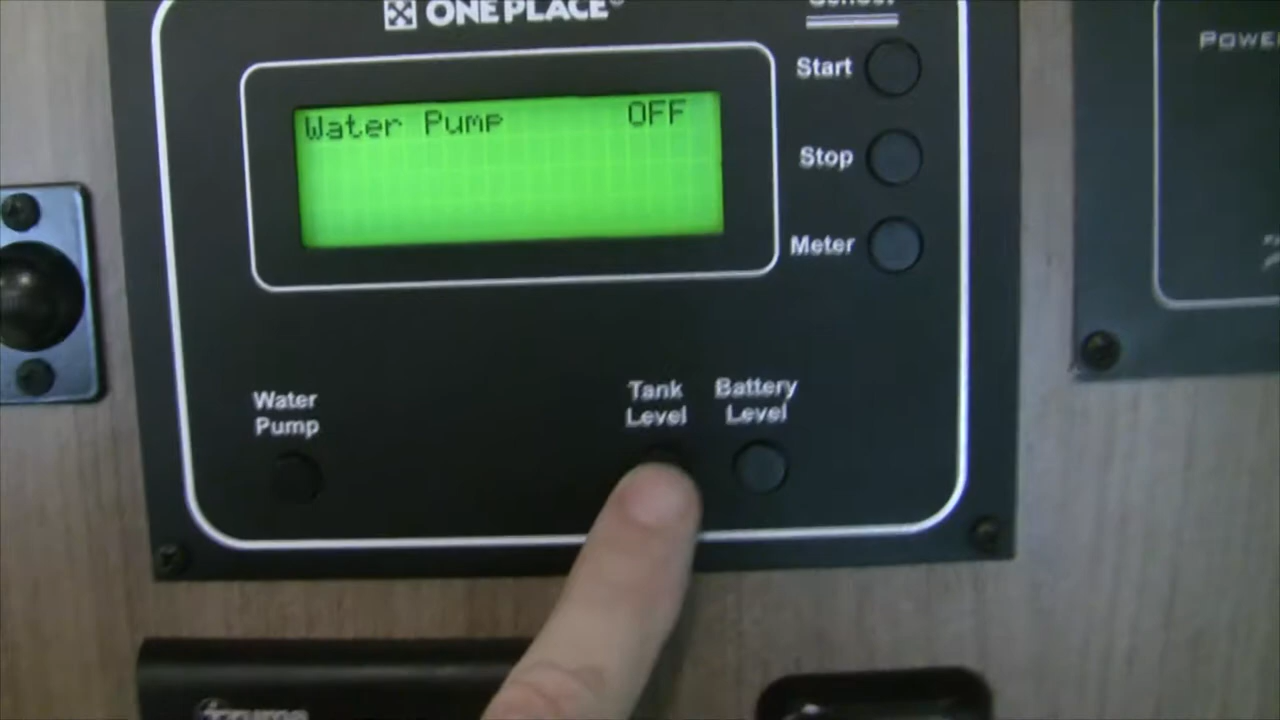 ONE PLACE®
Start
Water Pump OFF
Stop
Meter
Water
Pump
Tank
Level
Battery
Level